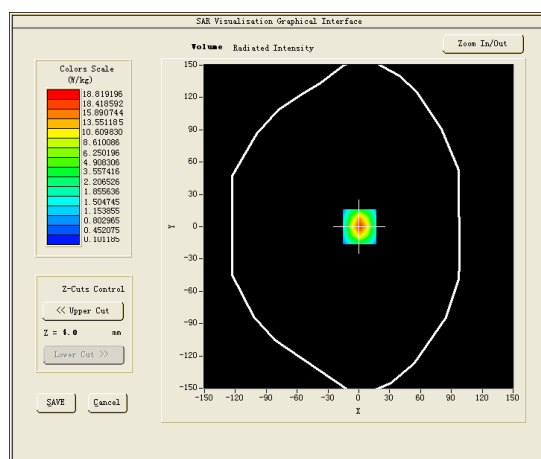 SAR Visualisation Graphical Interface
Volume Radiated Intensity
Zoom In/Out
Colors Scale
(W/kg)
18.819196
18.418592
15.890744
13.551185
10.609830
8.610086
6.250196
4.908306
3.557416
2.206526
1.855636
1.504745
1.153855
0.802965
0.452075
0.101185
Z-Cuts Control
<< Upper Cut
Z = 4.0 mm
Lower Cut >>
SAVE Cancel
150
120
90
60
30
Y 0
-30
-60
-90
-120
-150
-150 -120 -90 -60 -30 0 30 60 90 120 150
X